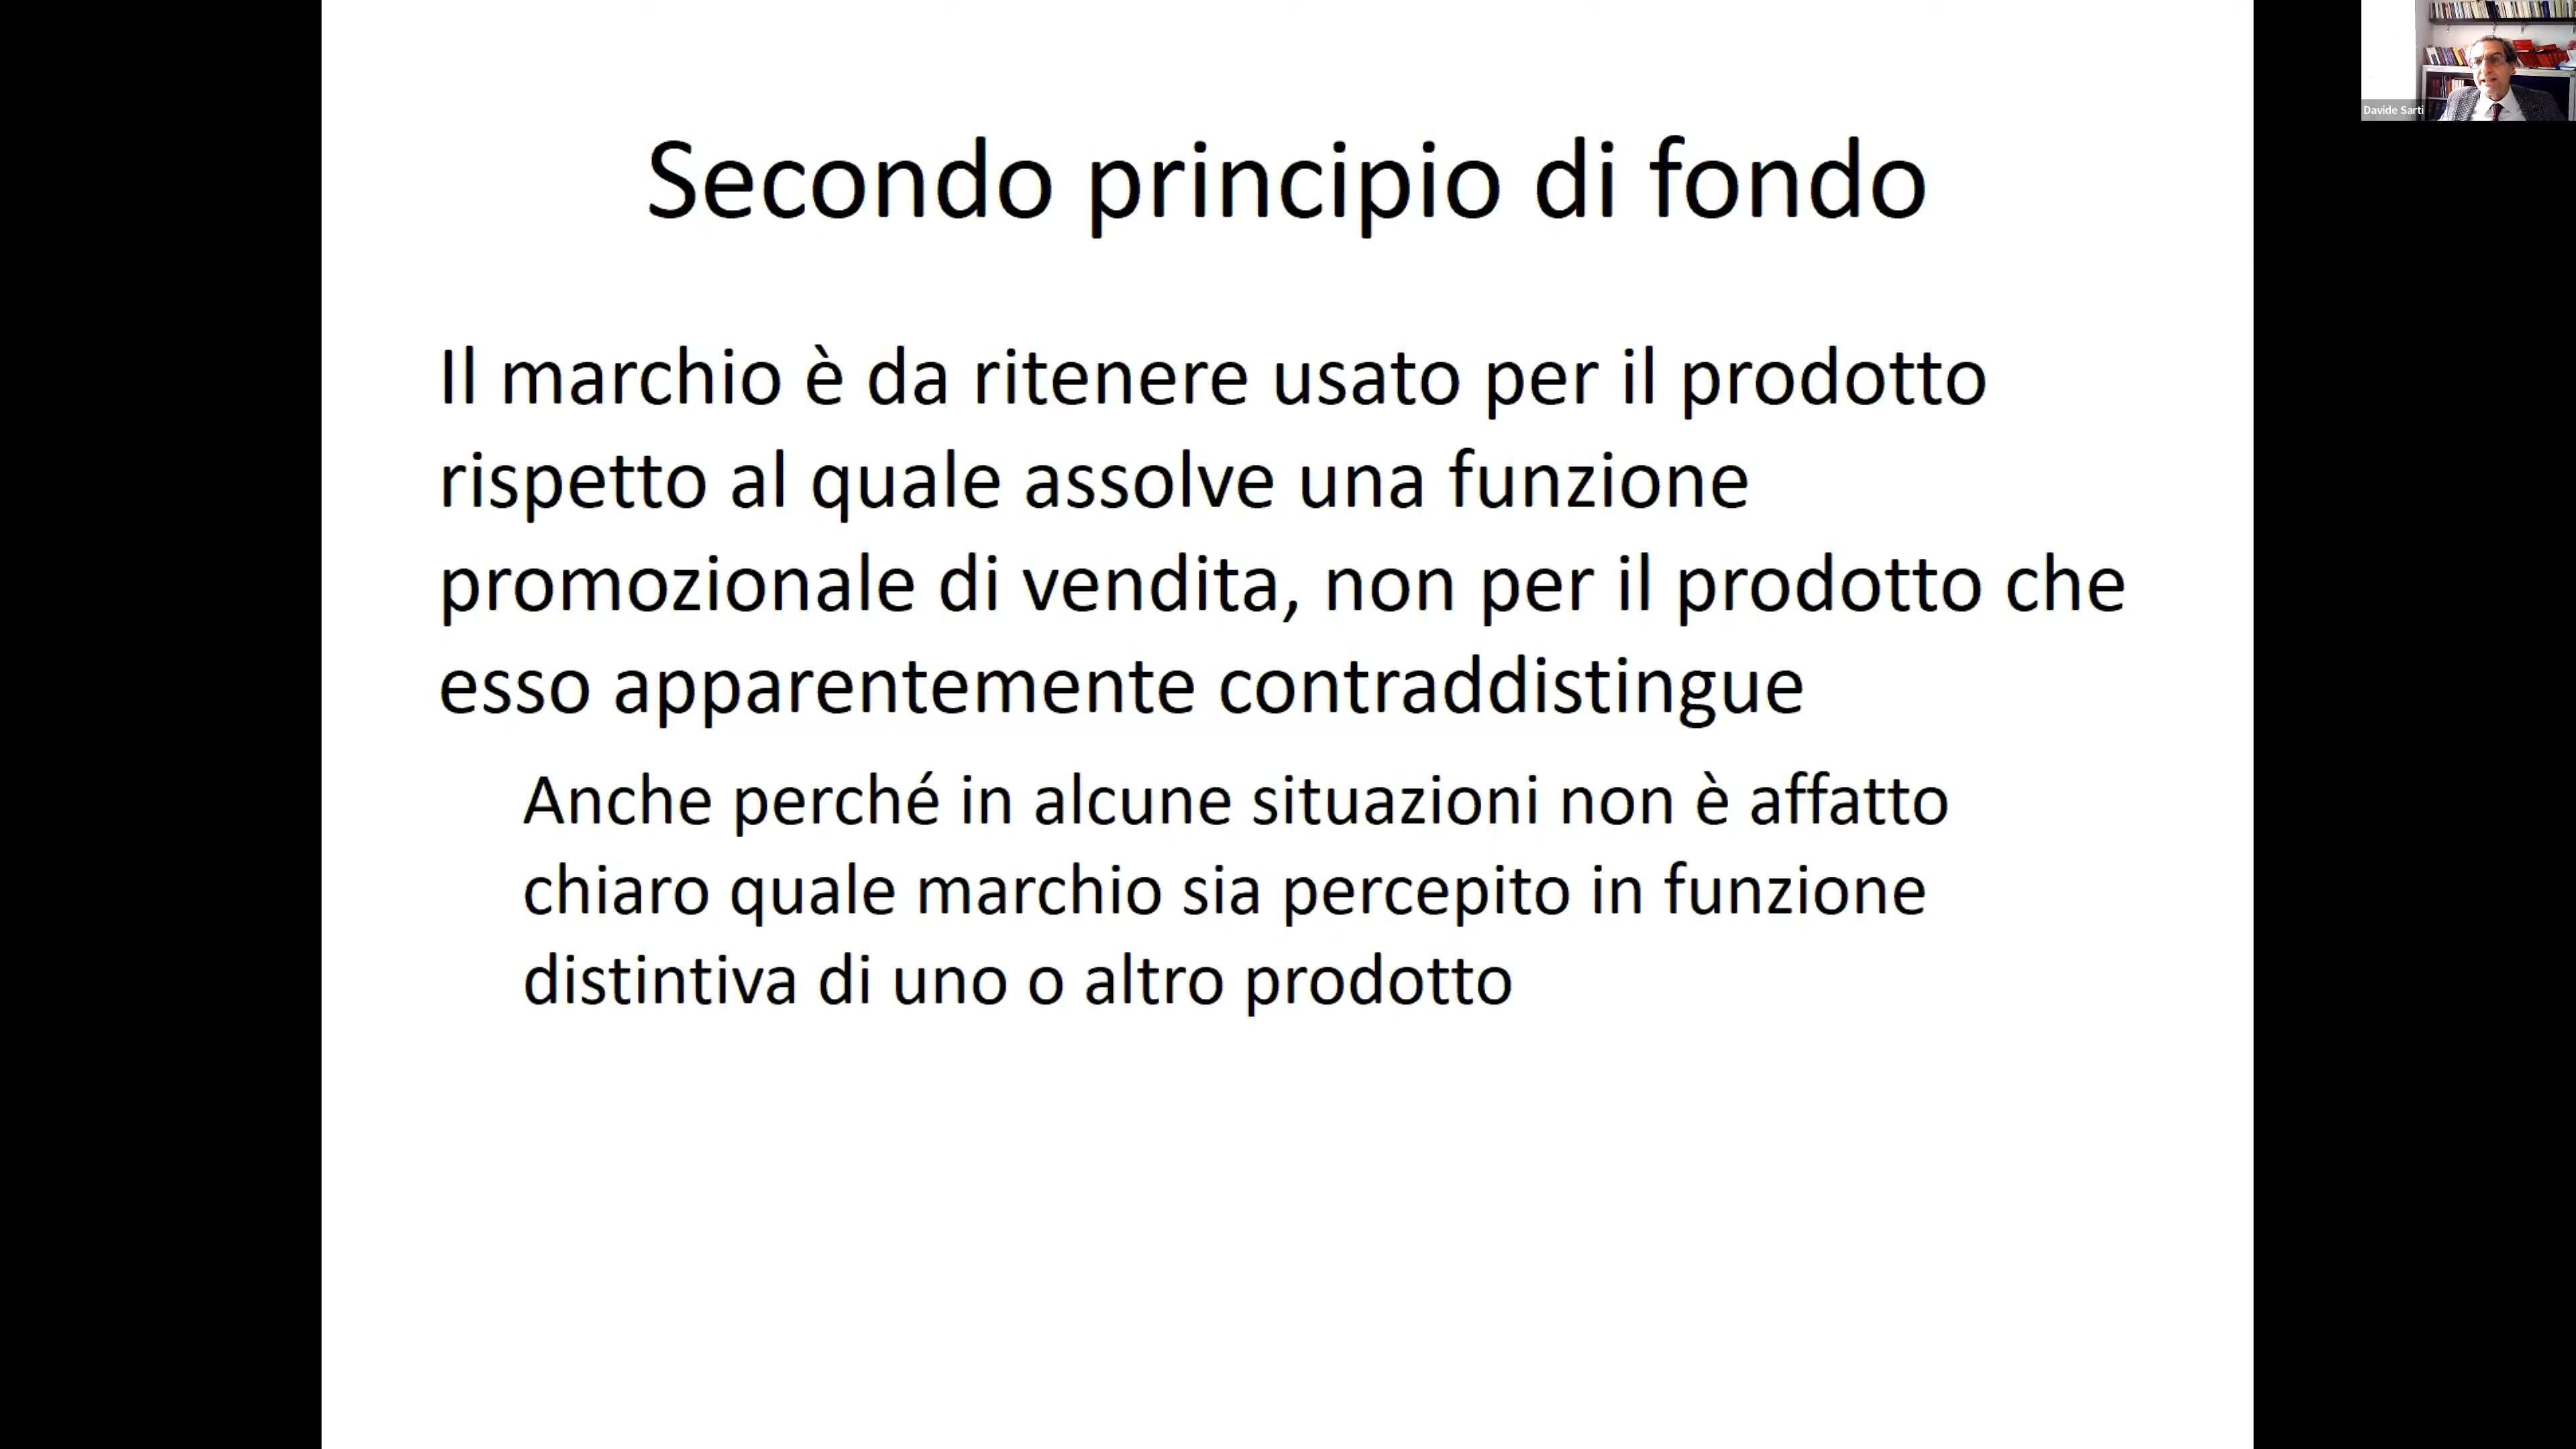 Davide Sarti
Secondo principio di fondo
Il marchio è da ritenere usato per il prodotto
rispetto al quale assolve una funzione
promozionale di vendita, non per il prodotto che
esso apparentemente contraddistingue
Anche perché in alcune situazioni non è affatto
chiaro quale marchio sia percepito in funzione
distintiva di uno o altro prodotto